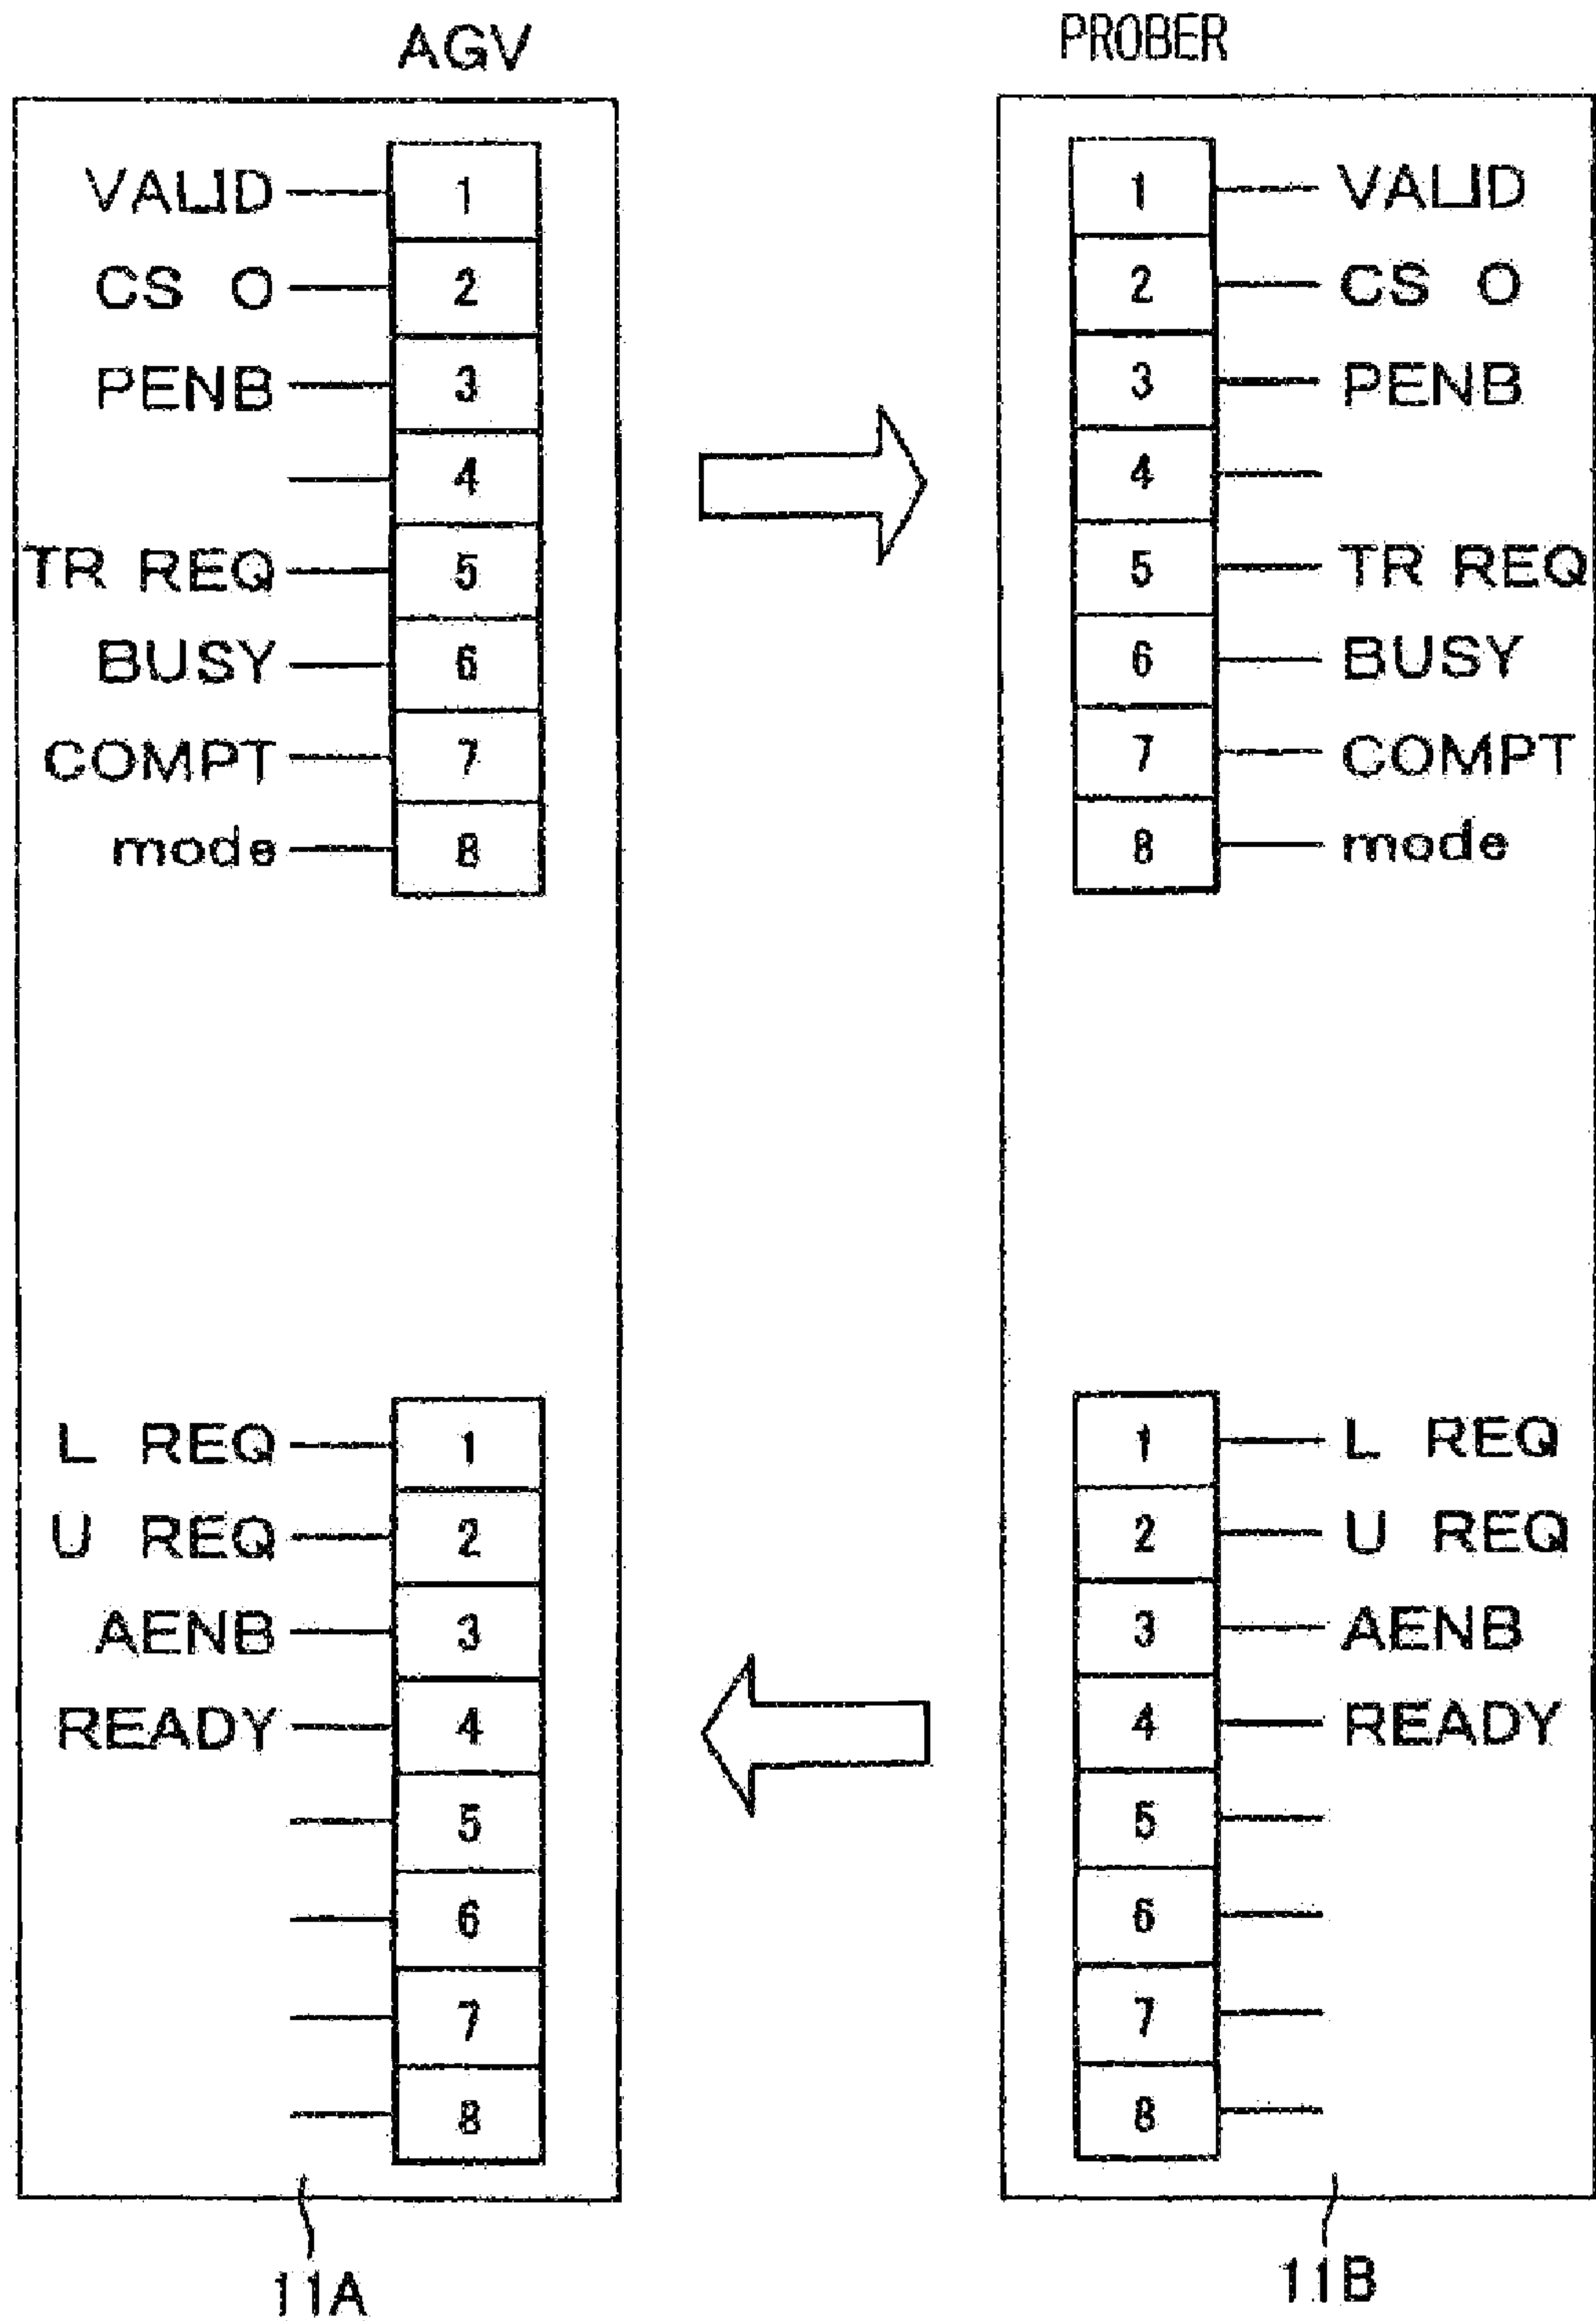 AGV PROBER
VALID 1 1 VALID
CS 0 2 2 CS 0
PENB 3 3 PENB
4 4
TR REQ 5 5 TR REQ
BUSY 6 6 BUSY
COMPT 7 7 COMPT
mode 8 8 mode
L REQ 1 1 L REQ
U REQ 2 2 U REQ
AENB 3 3 AENB
READY 4 4 READY
5 5
6 6
7 7
8 8
11A 11B